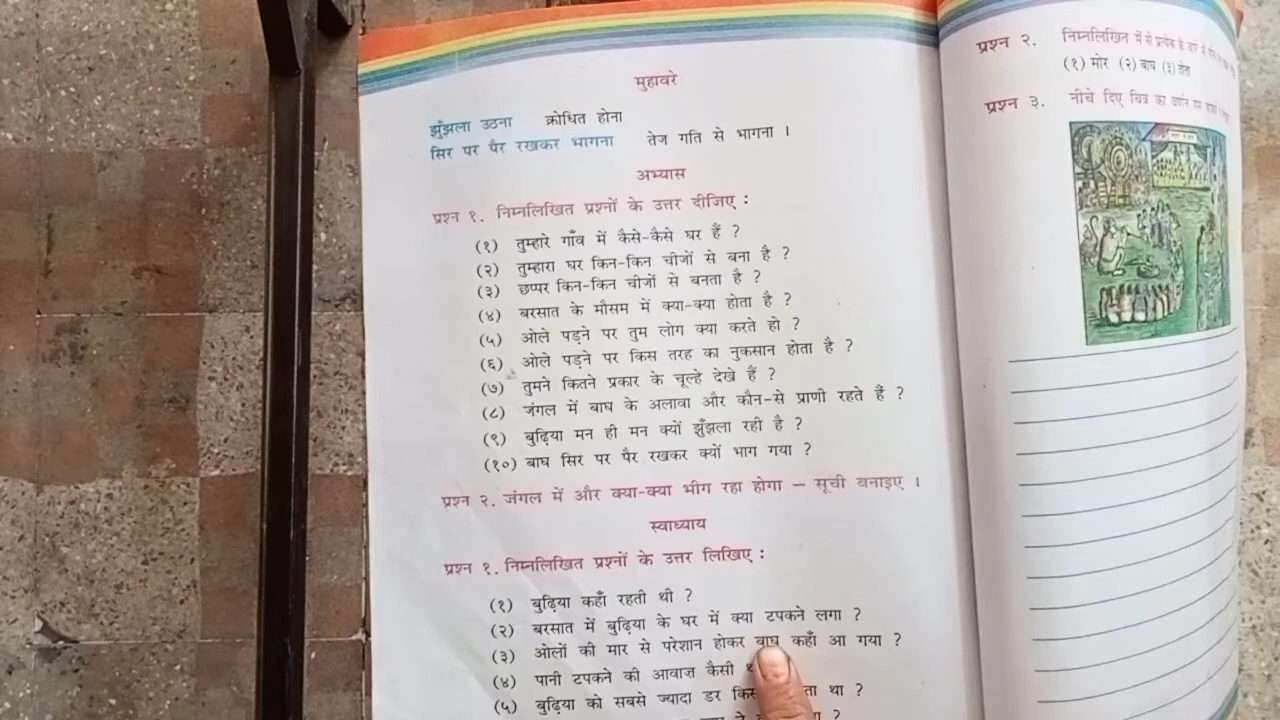 मुहावरे
झुँझला उठना क्रोधित होना
सिर पर पैर रखकर भागना तेज गति से भागना ।
अभ्यास
प्रश्न १. निम्नलिखित प्रश्नों के उत्तर दीजिए :
(१) तुम्हारे गाँव में कैसे-कैसे घर हैं ?
(२) तुम्हारा घर किन-किन चीजों से बना है ?
(३) छप्पर किन-किन चीजों से बनता है ?
(४) बरसात के मौसम में क्या-क्या होता है ?
(५) ओले पड़ने पर तुम लोग क्या करते हो ?
(६) ओले पड़ने पर किस तरह का नुकसान होता है ?
(७) तुमने कितने प्रकार के चूल्हे देखे हैं ?
(८) जंगल में बाघ के अलावा और कौन-से प्राणी रहते हैं ?
(९) बुढ़िया मन ही मन क्यों झुँझला रही है ?
(१०) बाघ सिर पर पैर रखकर क्यों भाग गया ?
प्रश्न २. जंगल में और क्या-क्या भीग रहा होगा – सूची बनाइए ।
स्वाध्याय
प्रश्न १. निम्नलिखित प्रश्नों के उत्तर लिखिए :
(१) बुढ़िया कहाँ रहती थी ?
(२) बरसात में बुढ़िया के घर में क्या टपकने लगा ?
(३) ओलों की मार से परेशान होकर बाघ कहाँ आ गया ?
(४) पानी टपकने की आवाज़ कैसी
(५) बुढ़िया को सबसे ज्यादा डर था ?
प्रश्न २. निम्नलिखित में से प्रत्येक के बारे में
(१) मोर (२) बाघ (३) तोता
प्रश्न ३. नीचे दिए चित्र का वर्णन